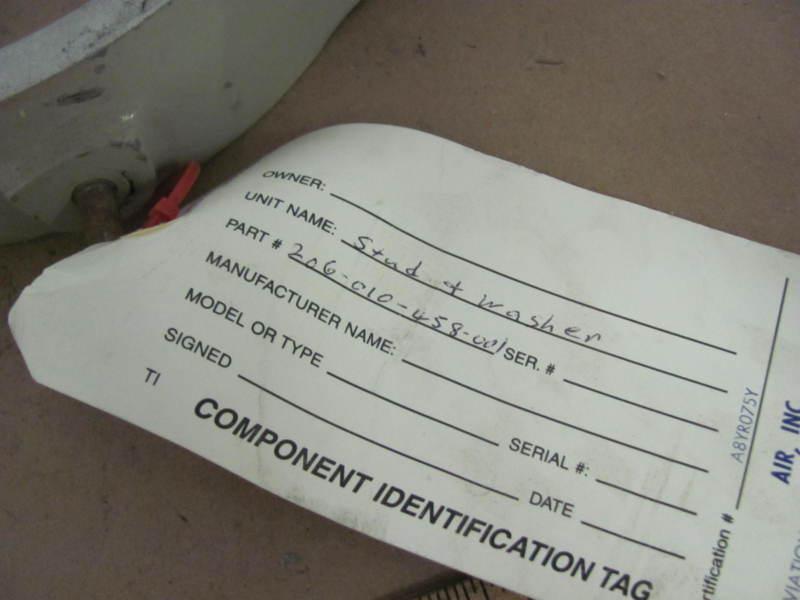 OWNER:
UNIT NAME: Stud & Washer
PART # 206-010-458-001 SER. #
MANUFACTURER NAME:
MODEL OR TYPE SERIAL #:
SIGNED DATE
TI
COMPONENT IDENTIFICATION TAG
A8YR075Y
AIR, INC